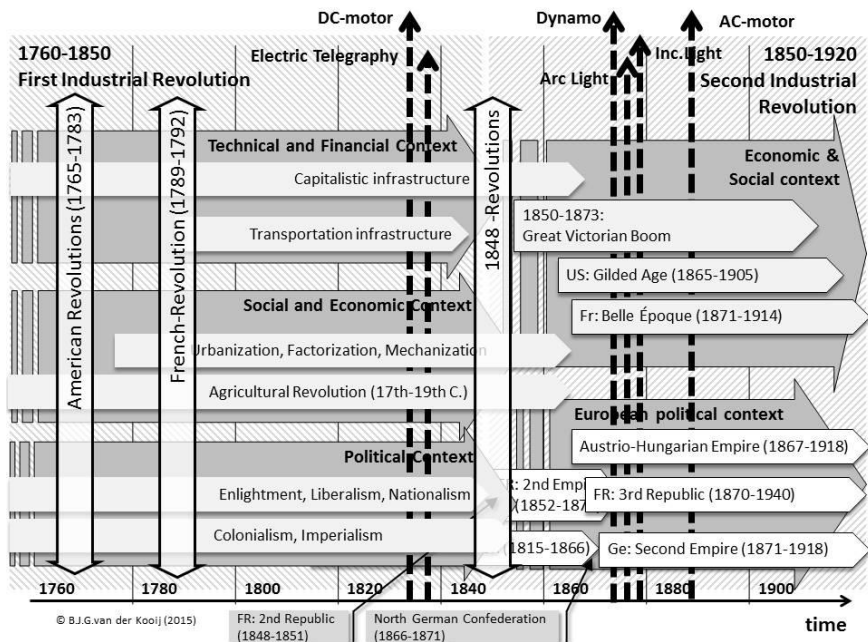 DC-motor
Dynamo
AC-motor
1760-1850
First Industrial Revolution
Electric Telegraphy
Inc.Light
Arc Light
1850-1920
Second Industrial
Revolution
American Revolutions (1765-1783)
French-Revolution (1789-1792)
1848 -Revolutions
Technical and Financial Context
Capitalistic infrastructure
Transportation infrastructure
Economic &
Social context
1850-1873:
Great Victorian Boom
US: Gilded Age (1865-1905)
Fr: Belle Époque (1871-1914)
Social and Economic Context
Urbanization, Factorization, Mechanization
Agricultural Revolution (17th-19th C.)
European political context
Austrio-Hungarian Empire (1867-1918)
Political Context
Enlightment, Liberalism, Nationalism
Colonialism, Imperialism
FR: 2nd
FR: 3rd Republic (1870-1940)
(1815-1866)
Ge: Second Empire (1871-1918)
1760
1780
1800
1820
1840
1860
1880
1900
time
© B.J.G.van der Kooij (2015)
FR: 2nd Republic
(1848-1851)
North German Confederation
(1866-1871)